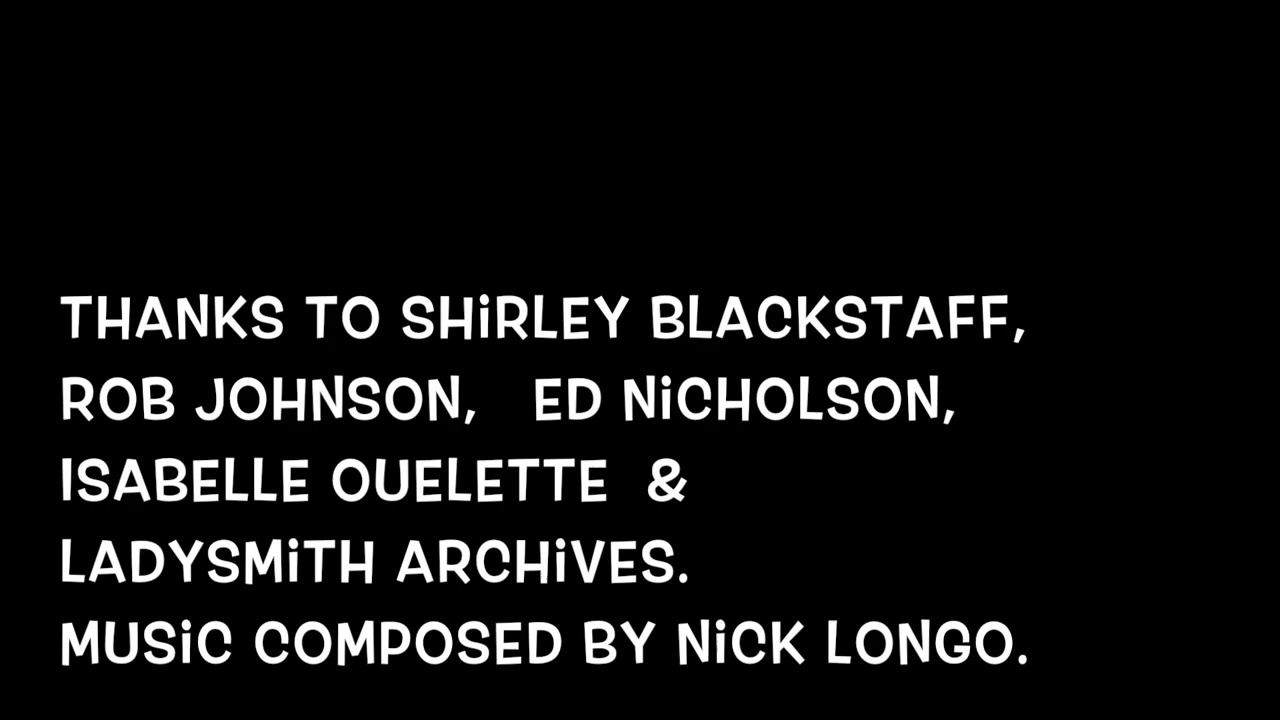 THANKS TO SHiRLEY BLACKSTAFF,
ROB JOHNSON, ED NiCHOLSON,
ISABELLE OUELETTE &
LADYSMiTH ARCHiVES.
MUSiC COMPOSED BY NiCK LONGO.